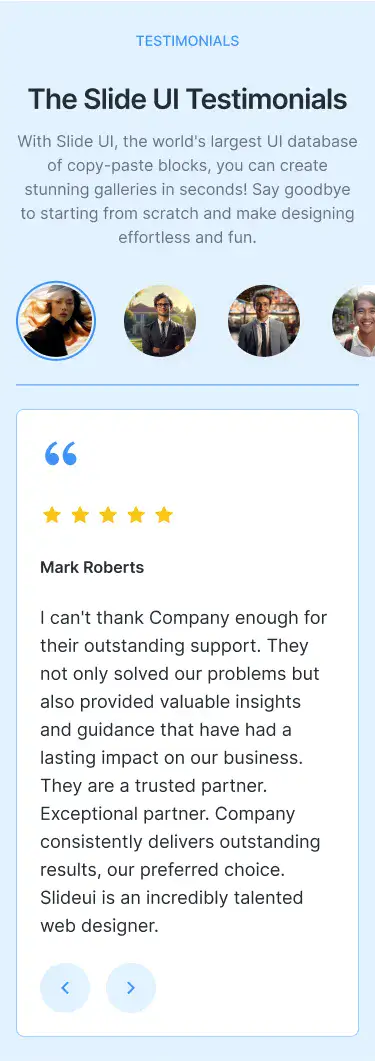 TESTIMONIALS
The Slide UI Testimonials
With Slide UI, the world's largest UI database
of copy-paste blocks, you can create
stunning galleries in seconds! Say goodbye
to starting from scratch and make designing
effortless and fun.
“
Mark Roberts
I can't thank Company enough for
their outstanding support. They
not only solved our problems but
also provided valuable insights
and guidance that have had a
lasting impact on our business.
They are a trusted partner.
Exceptional partner. Company
consistently delivers outstanding
results, our preferred choice.
Slideui is an incredibly talented
web designer.